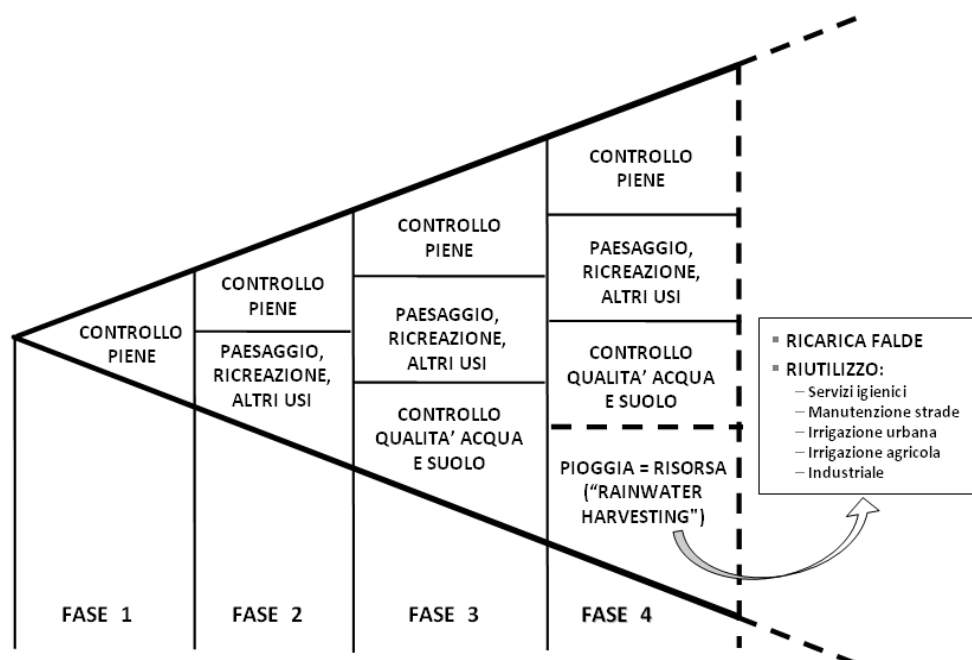 CONTROLLO
PIENE
CONTROLLO
PIENE
PAESAGGIO,
RICREAZIONE,
ALTRI USI
CONTROLLO
PIENE
PAESAGGIO,
RICREAZIONE,
ALTRI USI
CONTROLLO
QUALITA’ ACQUA
E SUOLO
CONTROLLO
PIENE
PAESAGGIO,
RICREAZIONE,
ALTRI USI
CONTROLLO
QUALITA’ ACQUA
E SUOLO
PIOGGIA = RISORSA
(“RAINWATER
HARVESTING")
▪ RICARICA FALDE
▪ RIUTILIZZO:
– Servizi igienici
– Manutenzione strade
– Irrigazione urbana
– Irrigazione agricola
– Industriale
FASE 1
FASE 2
FASE 3
FASE 4